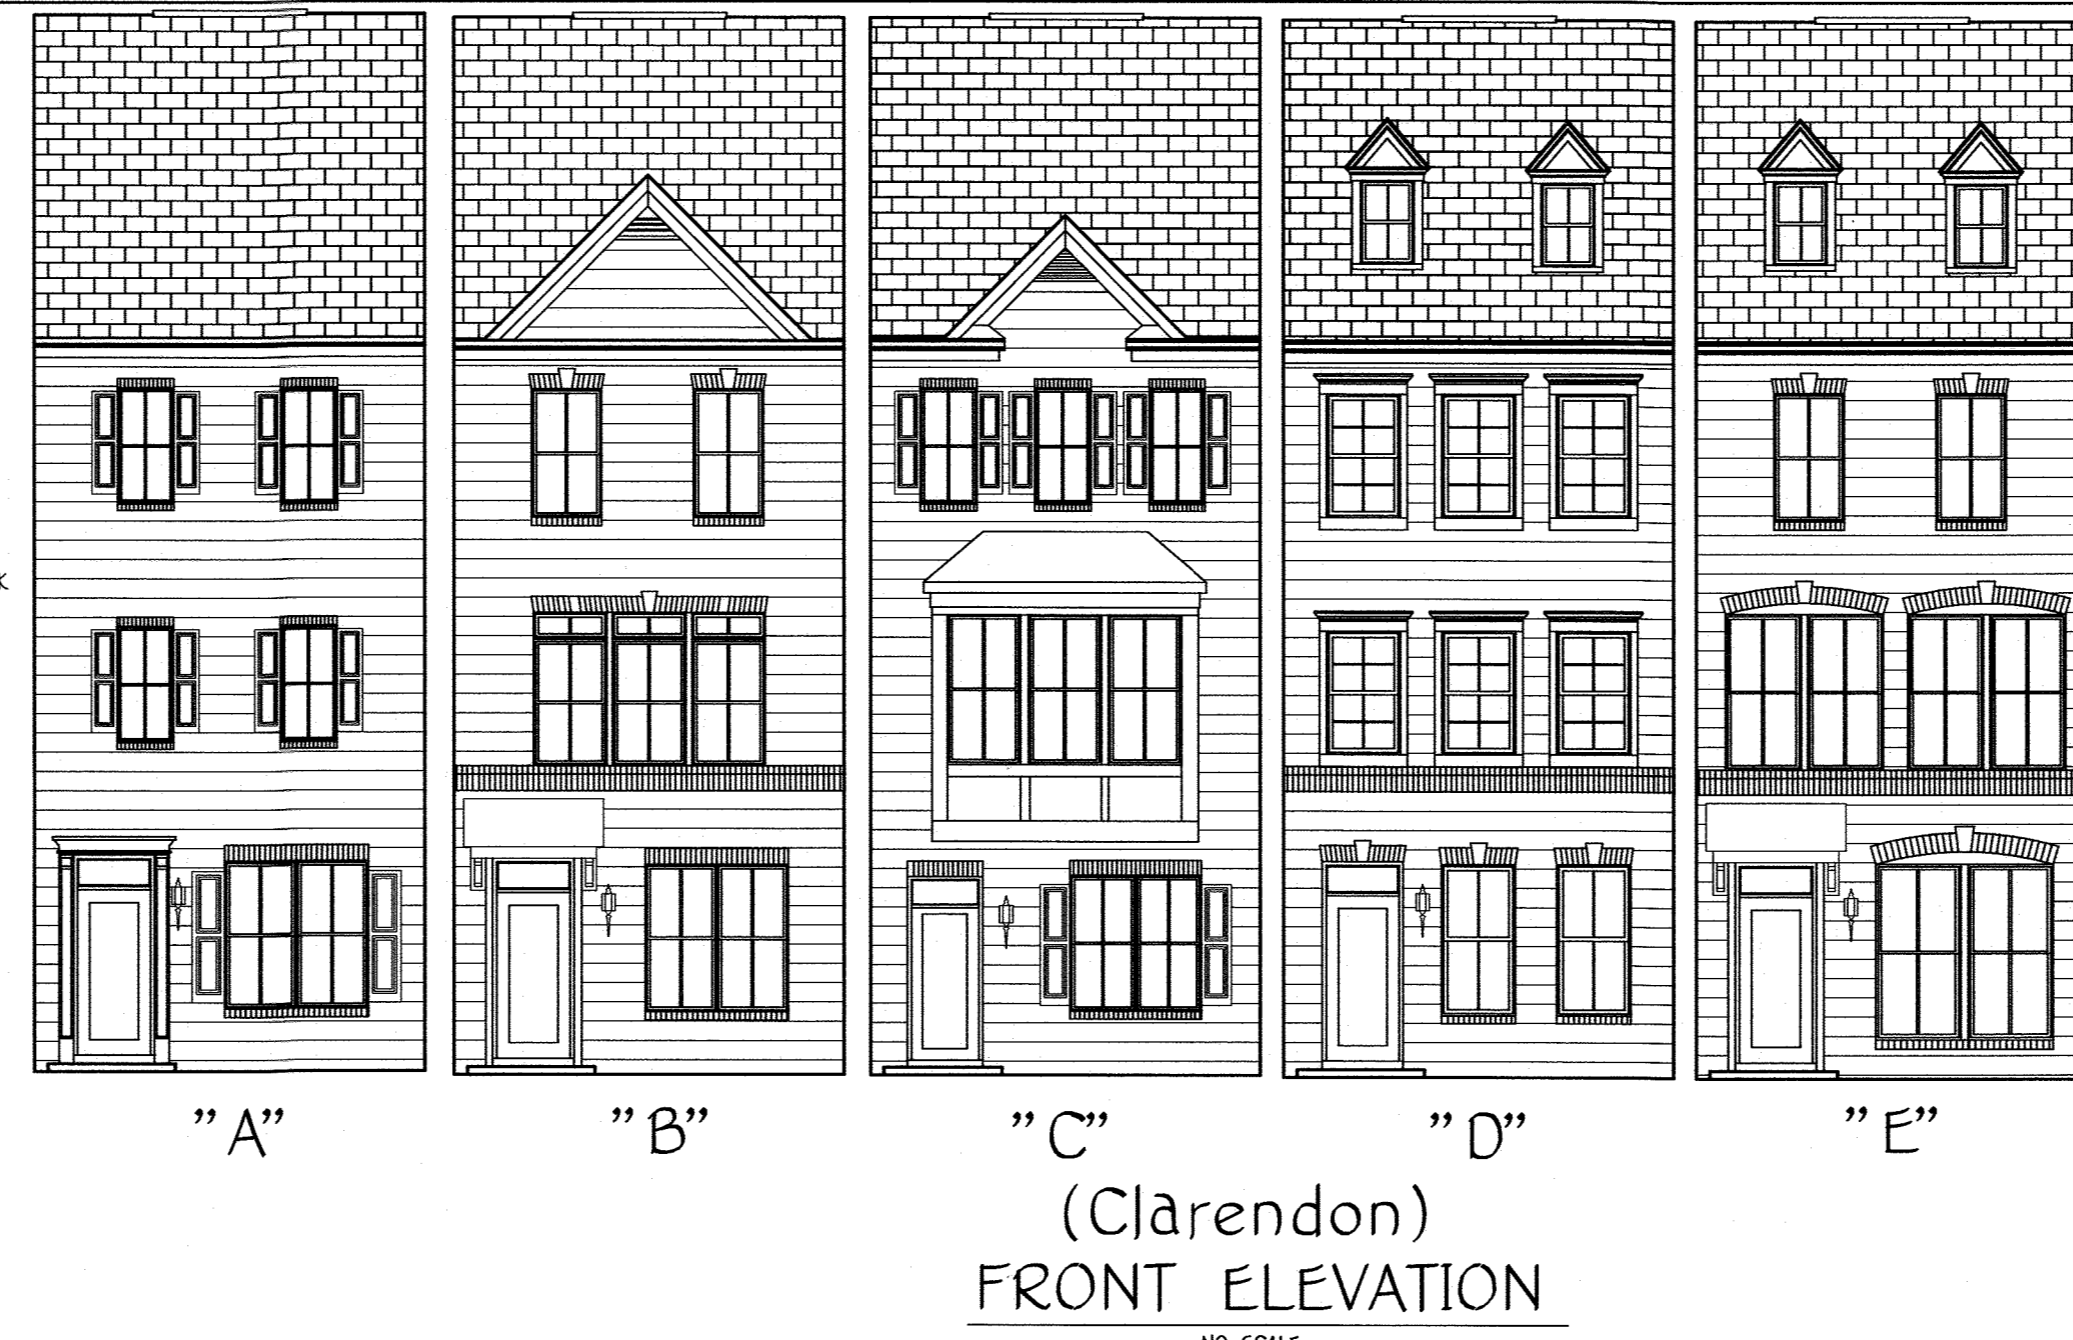 "A"
"B"
"C"
"D"
"E"
(Clarendon)
FRONT ELEVATION